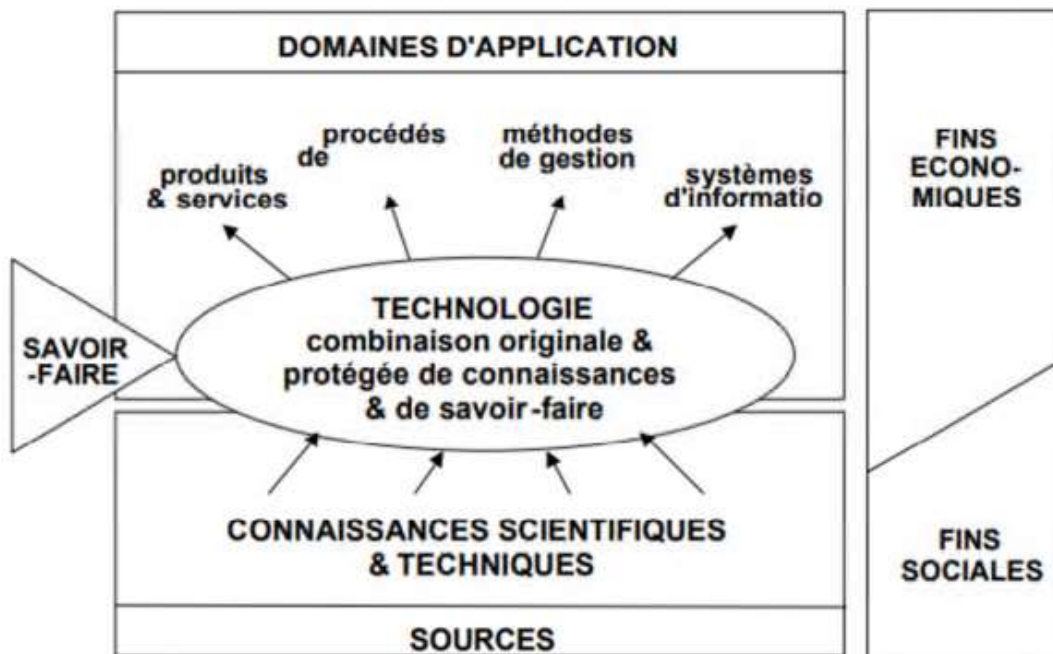 DOMAINES D'APPLICATION
produits
& services
procédés
de
méthodes
de gestion
systèmes
d'informatio
FINS
ECONO-
MIQUES
SAVOIR
-FAIRE
TECHNOLOGIE
combinaison originale &
protégée de connaissances
& de savoir-faire
CONNAISSANCES SCIENTIFIQUES
& TECHNIQUES
FINS
SOCIALES
SOURCES